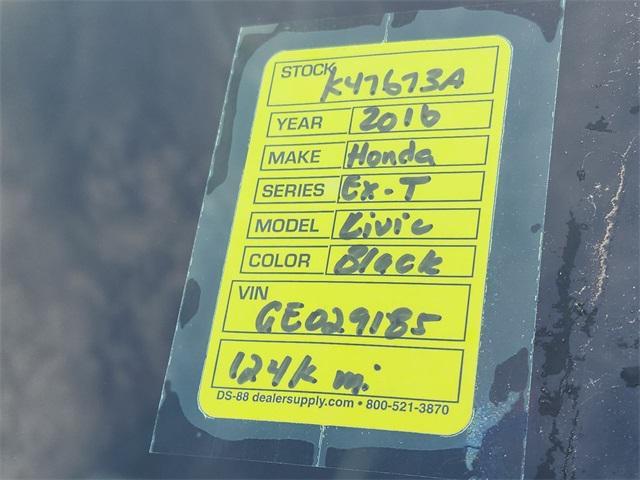 STOCK K47673A
YEAR 2016
MAKE Honda
SERIES Ex-T
MODEL Civic
COLOR Black
VIN
GE029185
124k mi
DS-88 dealersupply.com • 800-521-3870